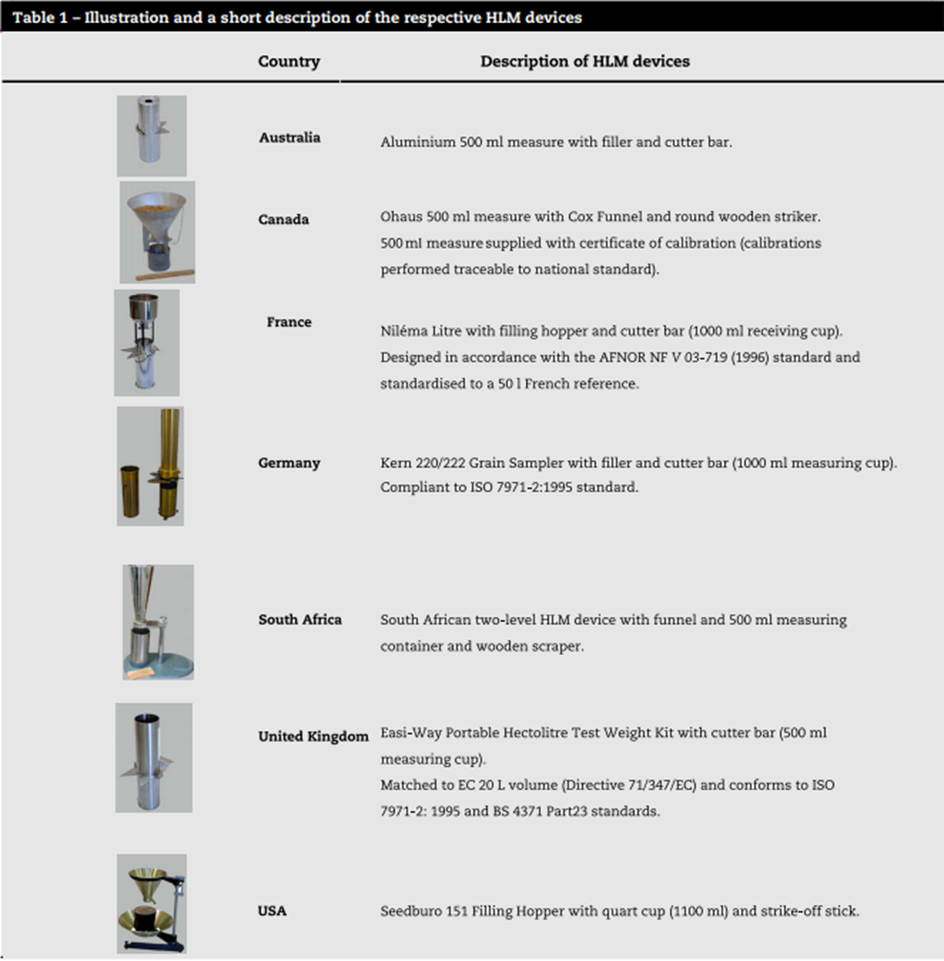 Table 1 – Illustration and a short description of the respective HLM devices
Country Description of HLM devices
Australia Aluminium 500 ml measure with filler and cutter bar.
Canada Ohaus 500 ml measure with Cox Funnel and round wooden striker.
500 ml measure supplied with certificate of calibration (calibrations
performed traceable to national standard).
France Niléma Litre with filling hopper and cutter bar (1000 ml receiving cup).
Designed in accordance with the AFNOR NF V 03-719 (1996) standard and
standardised to a 50 l French reference.
Germany Kern 220/222 Grain Sampler with filler and cutter bar (1000 ml measuring cup).
Compliant to ISO 7971-2:1995 standard.
South Africa South African two-level HLM device with funnel and 500 ml measuring
container and wooden scraper.
United Kingdom Easi-Way Portable Hectolitre Test Weight Kit with cutter bar (500 ml
measuring cup).
Matched to EC 20 L volume (Directive 71/347/EC) and conforms to ISO
7971-2: 1995 and BS 4371 Part23 standards.
USA Seedburo 151 Filling Hopper with quart cup (1100 ml) and strike-off stick.